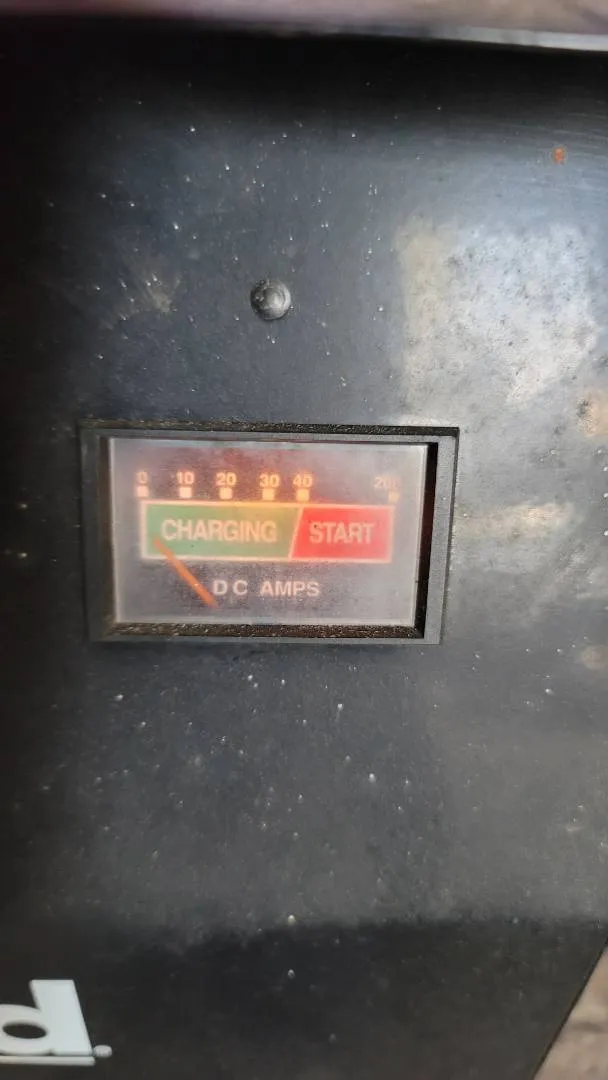 0 10 20 30 40 200
CHARGING START
DC AMPS
d.